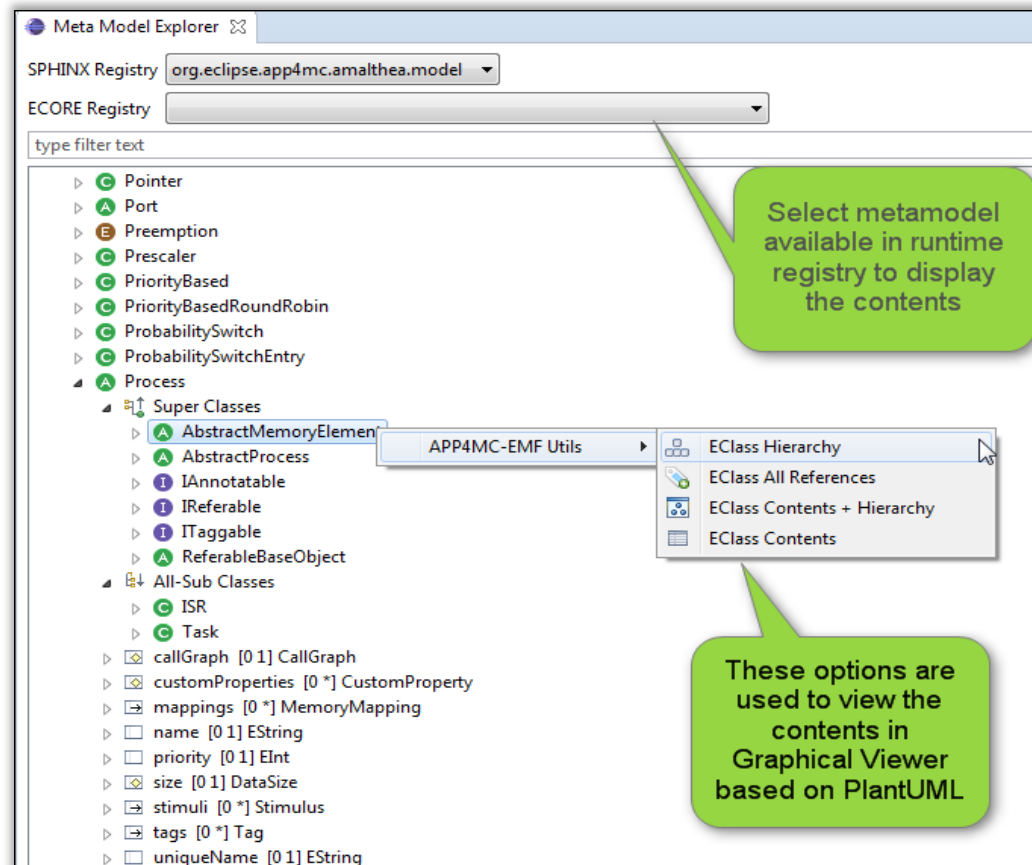 Meta Model Explorer
SPHINX Registry org.eclipse.app4mc.amalthea.model
ECORE Registry
type filter text
C Pointer
A Port
E Preemption
C Prescaler
C PriorityBased
C PriorityBasedRoundRobin
C ProbabilitySwitch
C ProbabilitySwitchEntry
A Process
Super Classes
A AbstractMemoryElement
A AbstractProcess
I IAnnotatable
I IReferable
I ITaggable
A ReferableBaseObject
All-Sub Classes
C ISR
C Task
callGraph [0 1] CallGraph
customProperties [0 *] CustomProperty
mappings [0 *] MemoryMapping
name [0 1] EString
priority [0 1] EInt
size [0 1] DataSize
stimuli [0 *] Stimulus
tags [0 *] Tag
uniqueName [0 1] EString
Select metamodel
available in runtime
registry to display
the contents
APP4MC-EMF Utils
EClass Hierarchy
EClass All References
EClass Contents + Hierarchy
EClass Contents
These options are
used to view the
contents in
Graphical Viewer
based on PlantUML